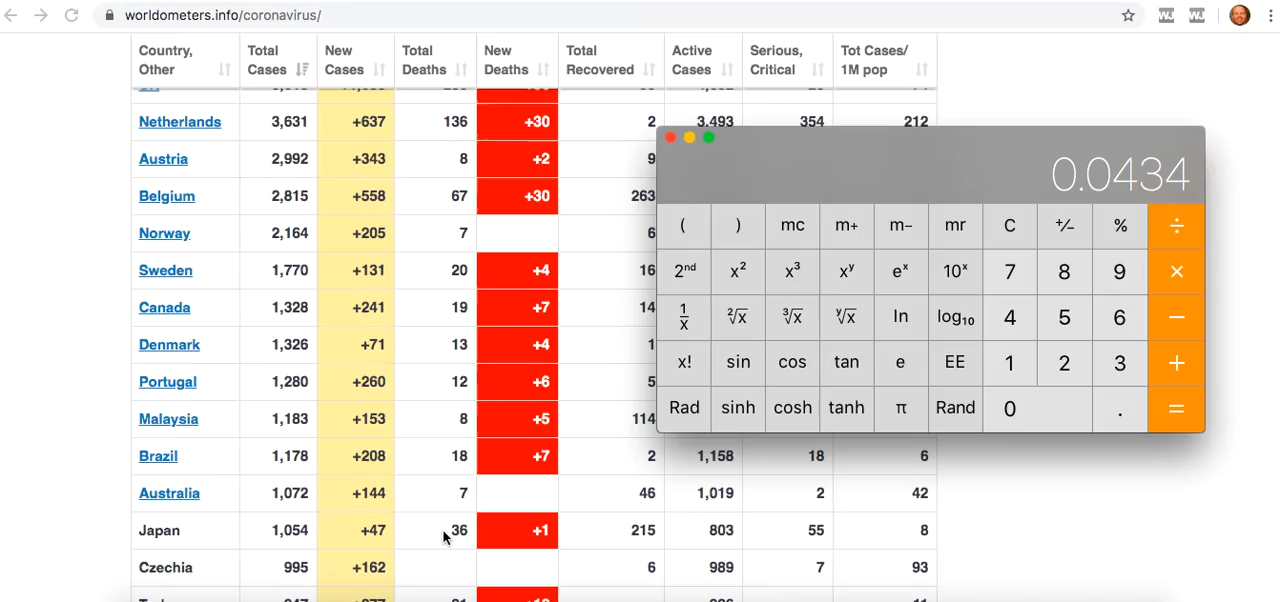 worldometers.info/coronavirus/
Country, Other Total Cases New Cases Total Deaths New Deaths Total Recovered Active Cases Serious, Critical Tot Cases/ 1M pop
Netherlands 3,631 +637 136 +30 2 3,493 354 212
Austria 2,992 +343 8 +2 9
Belgium 2,815 +558 67 +30 263
Norway 2,164 +205 7 6
Sweden 1,770 +131 20 +4 16
Canada 1,328 +241 19 +7 14
Denmark 1,326 +71 13 +4 1
Portugal 1,280 +260 12 +6 5
Malaysia 1,183 +153 8 +5 114
Brazil 1,178 +208 18 +7 2 1,158 18 6
Australia 1,072 +144 7 46 1,019 2 42
Japan 1,054 +47 36 +1 215 803 55 8
Czechia 995 +162 6 989 7 93
0.0434
( ) mc m+ m- mr C +/- % ÷
2nd x² x³ xʸ eˣ 10ˣ 7 8 9 ×
1/x ²√x ³√x ʸ√x ln log₁₀ 4 5 6 −
x! sin cos tan e EE 1 2 3 +
Rad sinh cosh tanh π Rand 0 . =